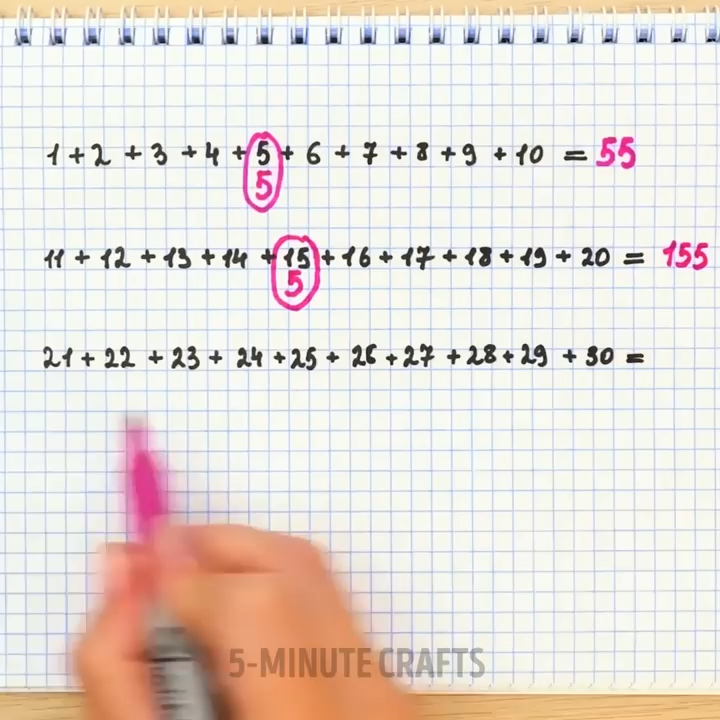 1 + 2 + 3 + 4 + 5 + 6 + 7 + 8 + 9 + 10 = 55
5
11 + 12 + 13 + 14 + 15 + 16 + 17 + 18 + 19 + 20 = 155
5
21 + 22 + 23 + 24 + 25 + 26 + 27 + 28 + 29 + 30 =
5-MINUTE CRAFTS